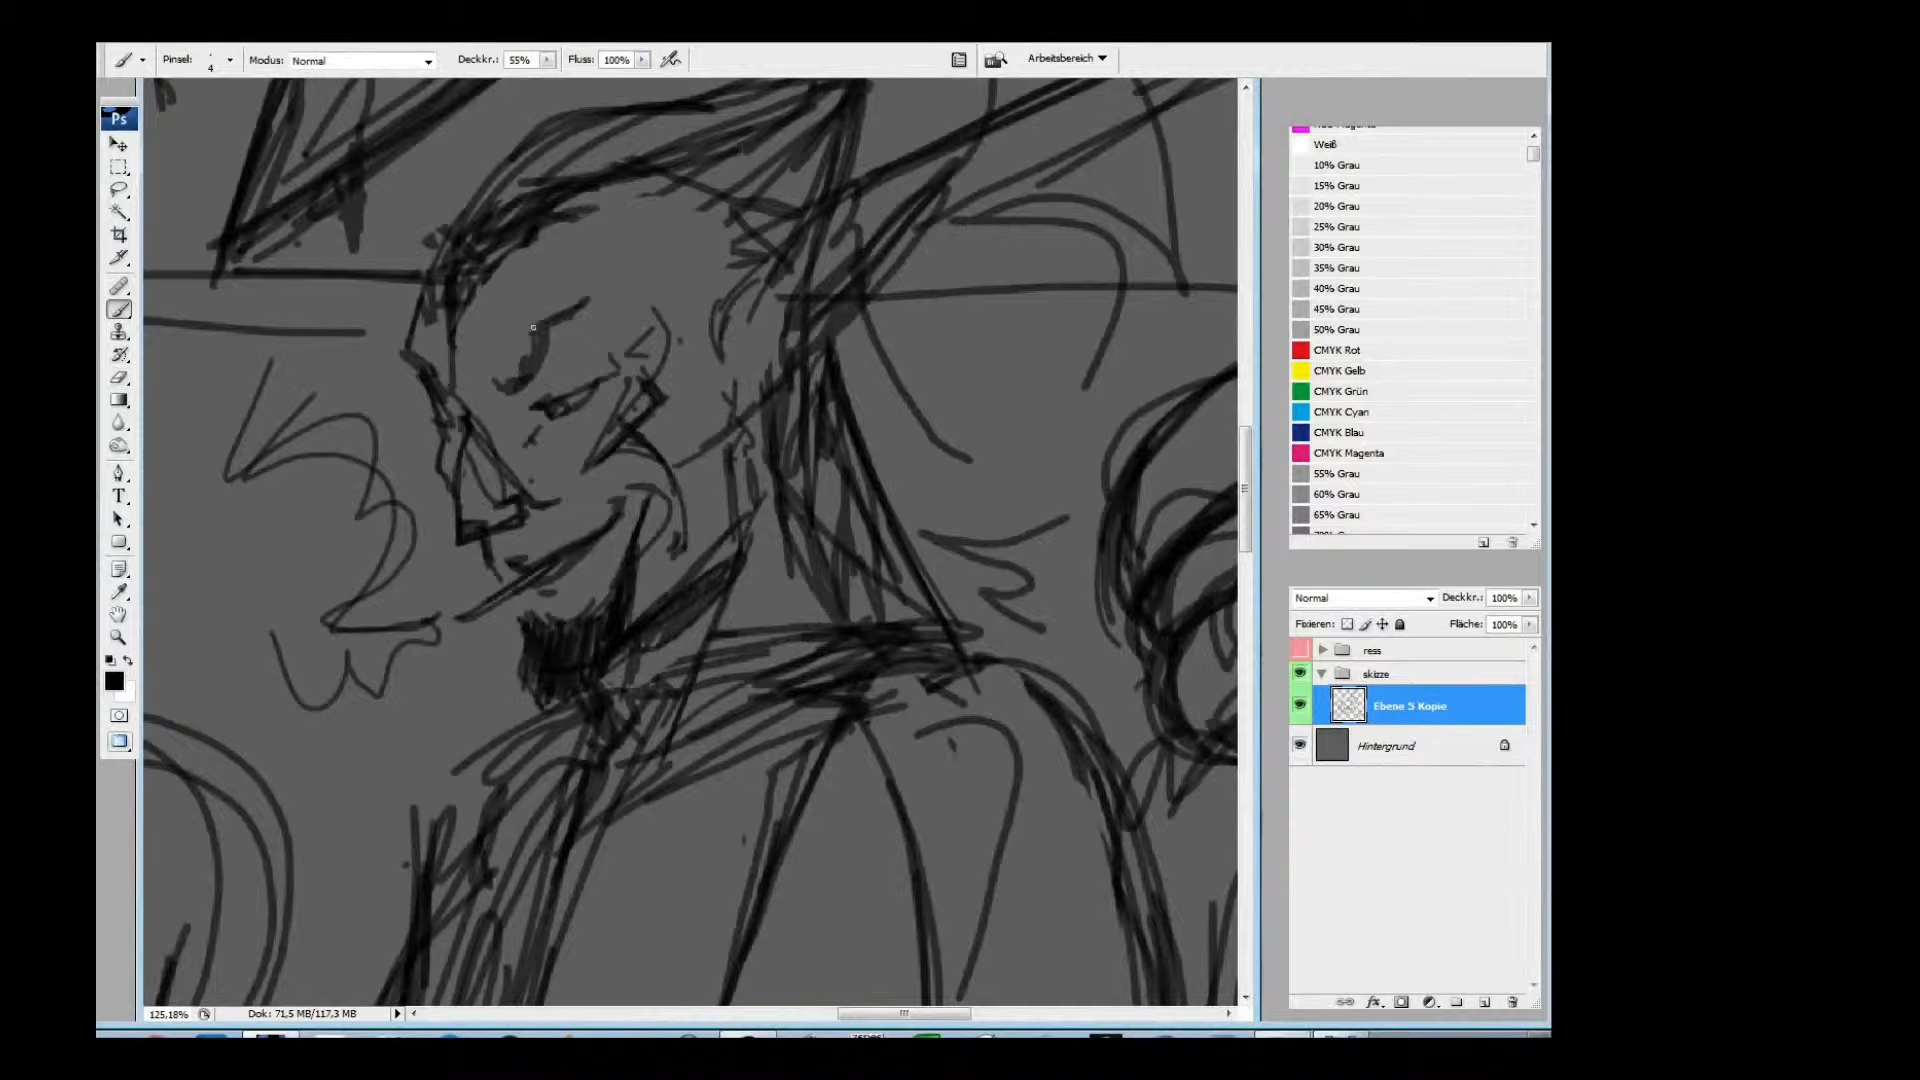 Pinsel: 4 Modus: Normal Deckkr.: 55% Fluss: 100% Arbeitsbereich
Ps
T
Weiß
10% Grau
15% Grau
20% Grau
25% Grau
30% Grau
35% Grau
40% Grau
45% Grau
50% Grau
CMYK Rot
CMYK Gelb
CMYK Grün
CMYK Cyan
CMYK Blau
CMYK Magenta
55% Grau
60% Grau
65% Grau
Normal Deckkr.: 100%
Fixieren: Fläche: 100%
ress
skizze
Ebene 5 Kopie
Hintergrund
125,18% Dok: 71,5 MB/117,3 MB